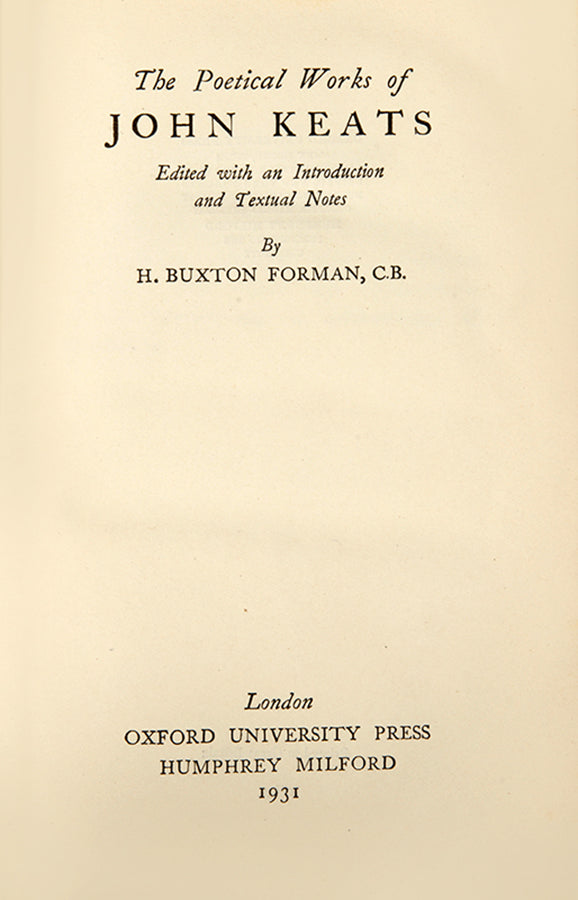 The Poetical Works of
JOHN KEATS
Edited with an Introduction
and Textual Notes
By
H. BUXTON FORMAN, C.B.
London
OXFORD UNIVERSITY PRESS
HUMPHREY MILFORD
1931